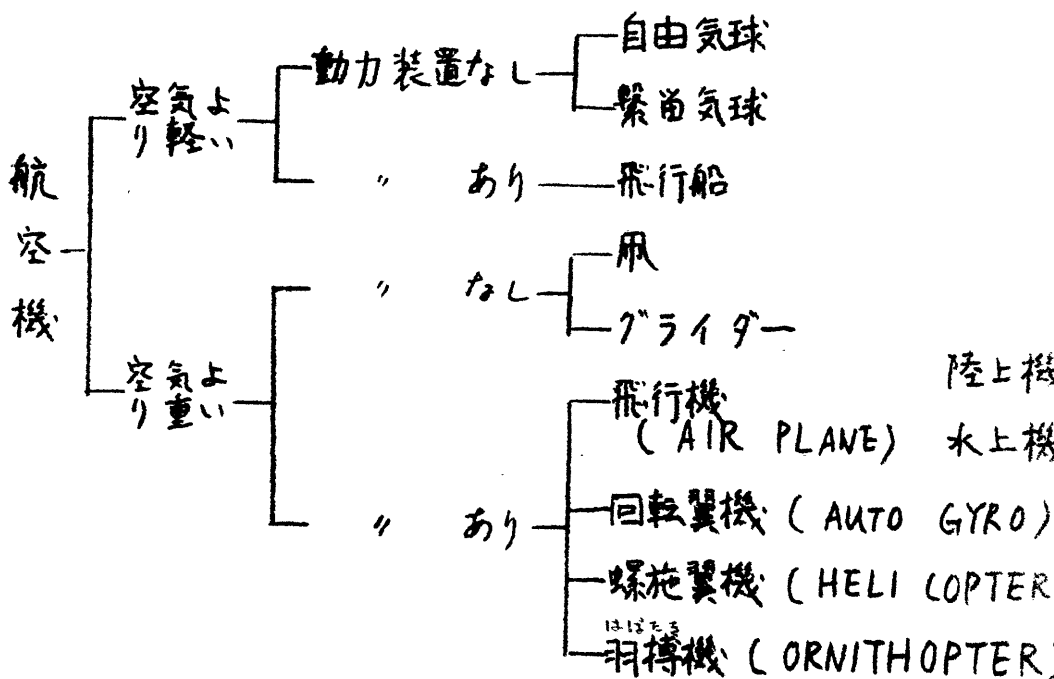 航空機
空気より軽い
動力装置なし
自由気球
繋留気球
〃 あり
飛行船
空気より重い
〃 なし
凧
グライダー
〃 あり
飛行機
(AIR PLANE)
陸上機
水上機
回転翼機 (AUTO GYRO)
螺施翼機 (HELI COPTER
はばたき
羽搏機 (ORNITHOPTER)